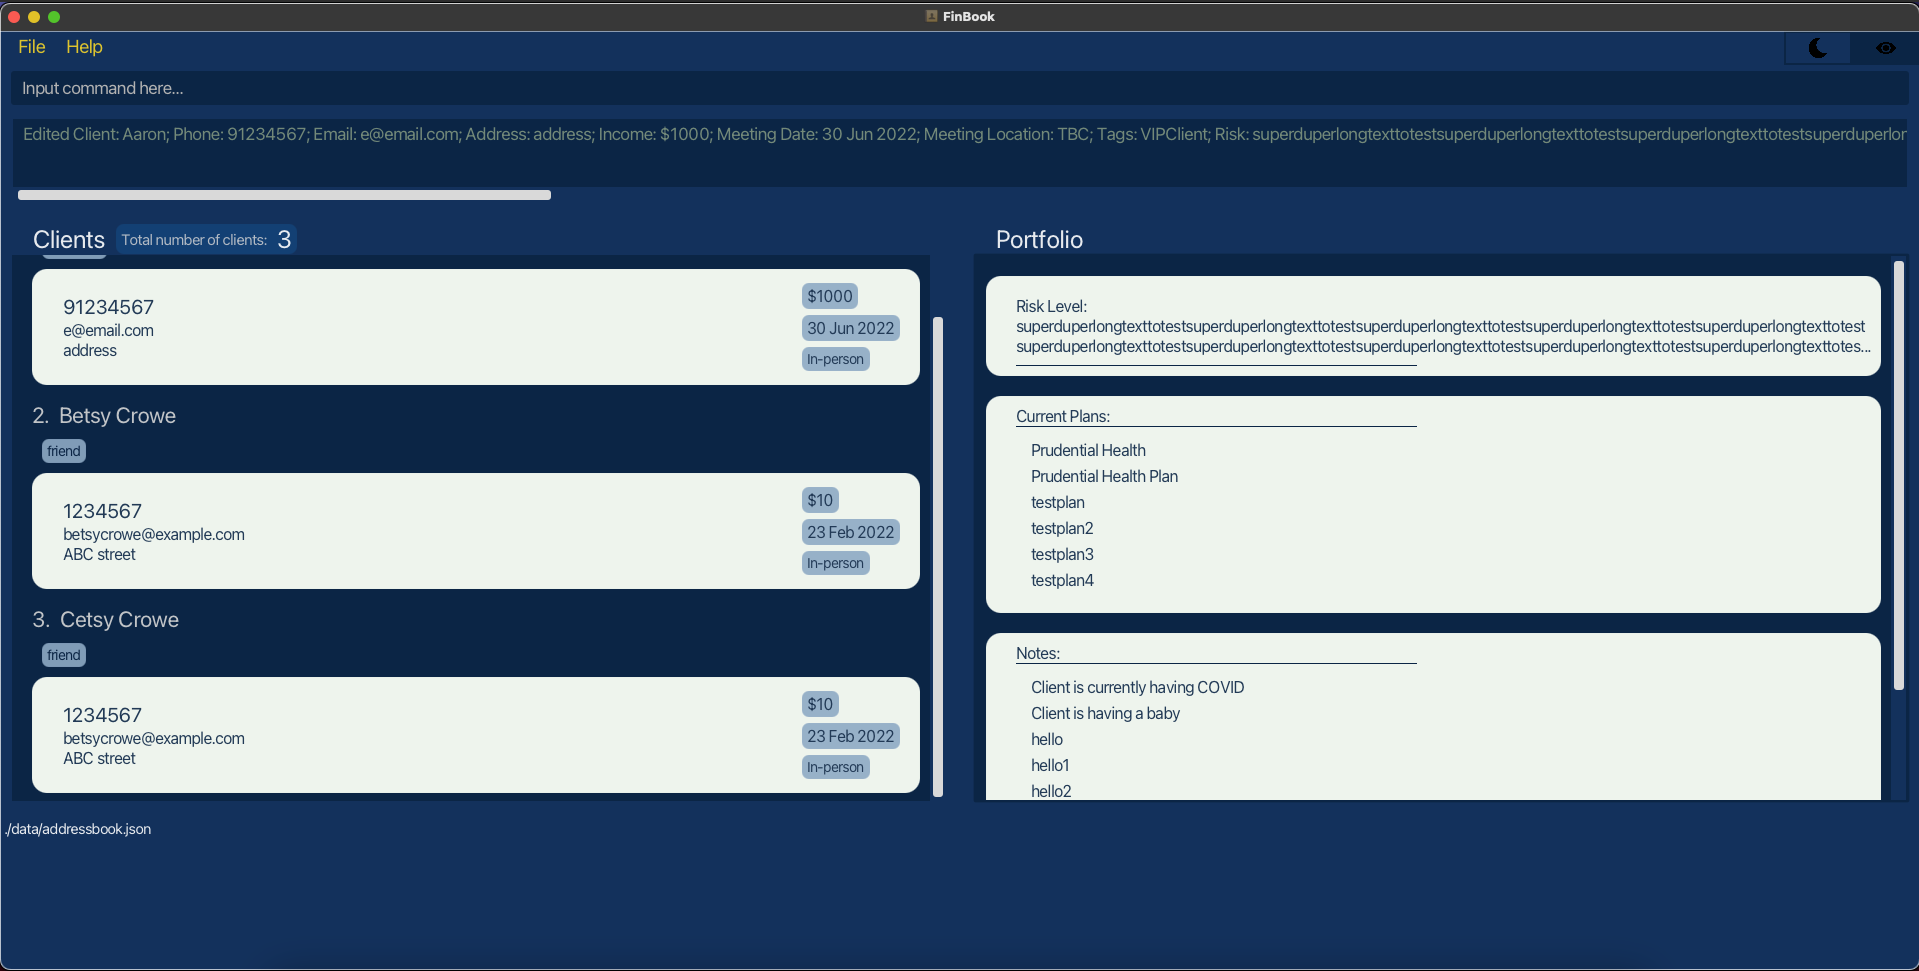 FinBook
File Help
Input command here...
Edited Client: Aaron; Phone: 91234567; Email: e@email.com; Address: address; Income: $1000; Meeting Date: 30 Jun 2022; Meeting Location: TBC; Tags: VIPClient; Risk: superduperlongtexttotestsuperduperlongtexttotestsuperduperlongtexttotestsuperduperlor
Clients Total number of clients: 3
91234567
e@email.com
address
$1000
30 Jun 2022
In-person
2. Betsy Crowe
friend
1234567
betsycrowe@example.com
ABC street
$10
23 Feb 2022
In-person
3. Cetsy Crowe
friend
1234567
betsycrowe@example.com
ABC street
$10
23 Feb 2022
In-person
Portfolio
Risk Level:
superduperlongtexttotestsuperduperlongtexttotestsuperduperlongtexttotestsuperduperlongtexttotestsuperduperlongtexttotest
superduperlongtexttotestsuperduperlongtexttotestsuperduperlongtexttotestsuperduperlongtexttotestsuperduperlongtexttotes...
Current Plans:
Prudential Health
Prudential Health Plan
testplan
testplan2
testplan3
testplan4
Notes:
Client is currently having COVID
Client is having a baby
hello
hello1
hello2
./data/addressbook.json